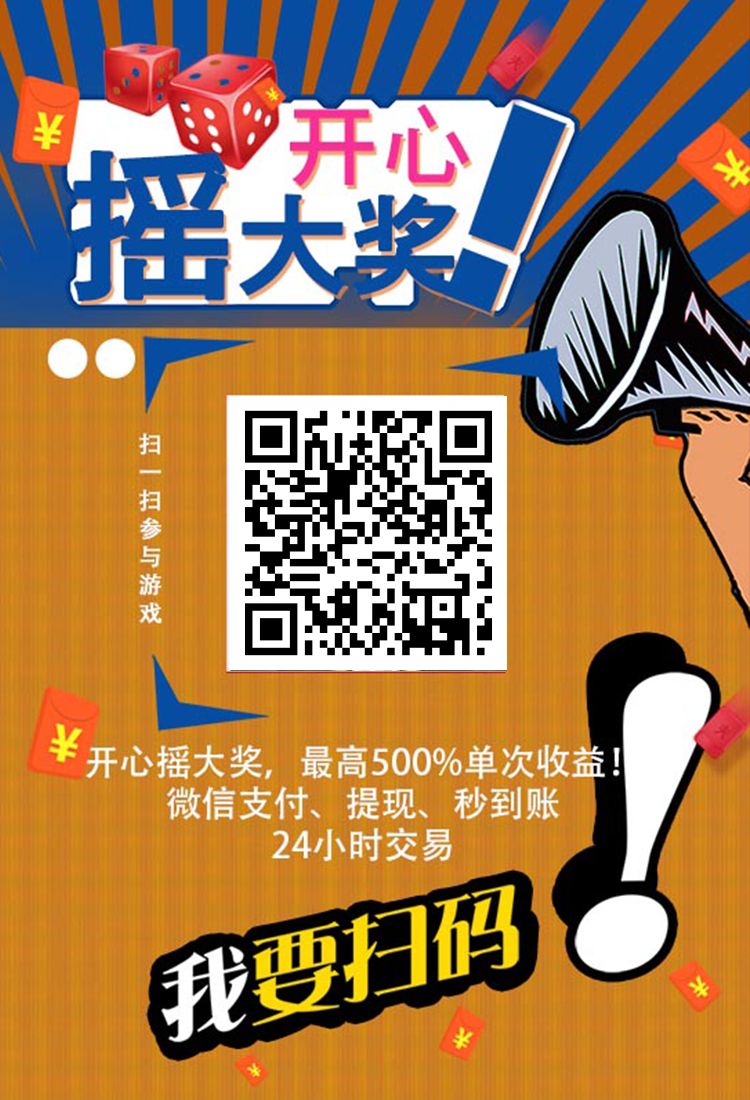 开心
摇大奖!
扫一扫参与游戏
开心摇大奖，最高500%单次收益！
微信支付、提现、秒到账
24小时交易
我要扫码
¥
¥
¥
¥
¥
¥
¥